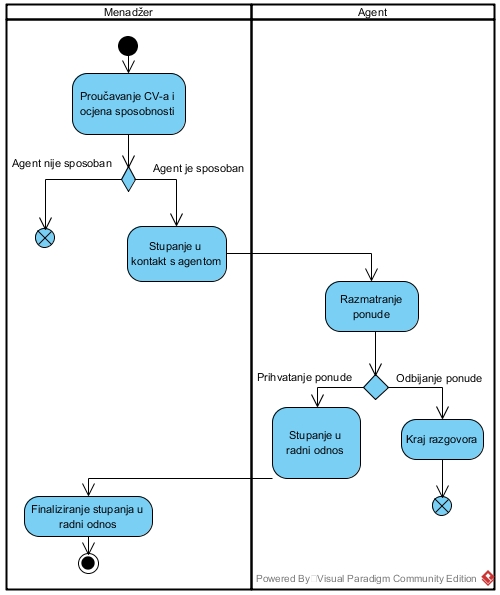 Menadžer
Agent
Proučavanje CV-a i
ocjena sposobnosti
Agent nije sposoban
Agent je sposoban
Stupanje u
kontakt s agentom
Razmatranje
ponude
Prihvatanje ponude
Odbijanje ponude
Stupanje u
radni odnos
Kraj razgovora
Finaliziranje stupanja u
radni odnos
Powered By Visual Paradigm Community Edition